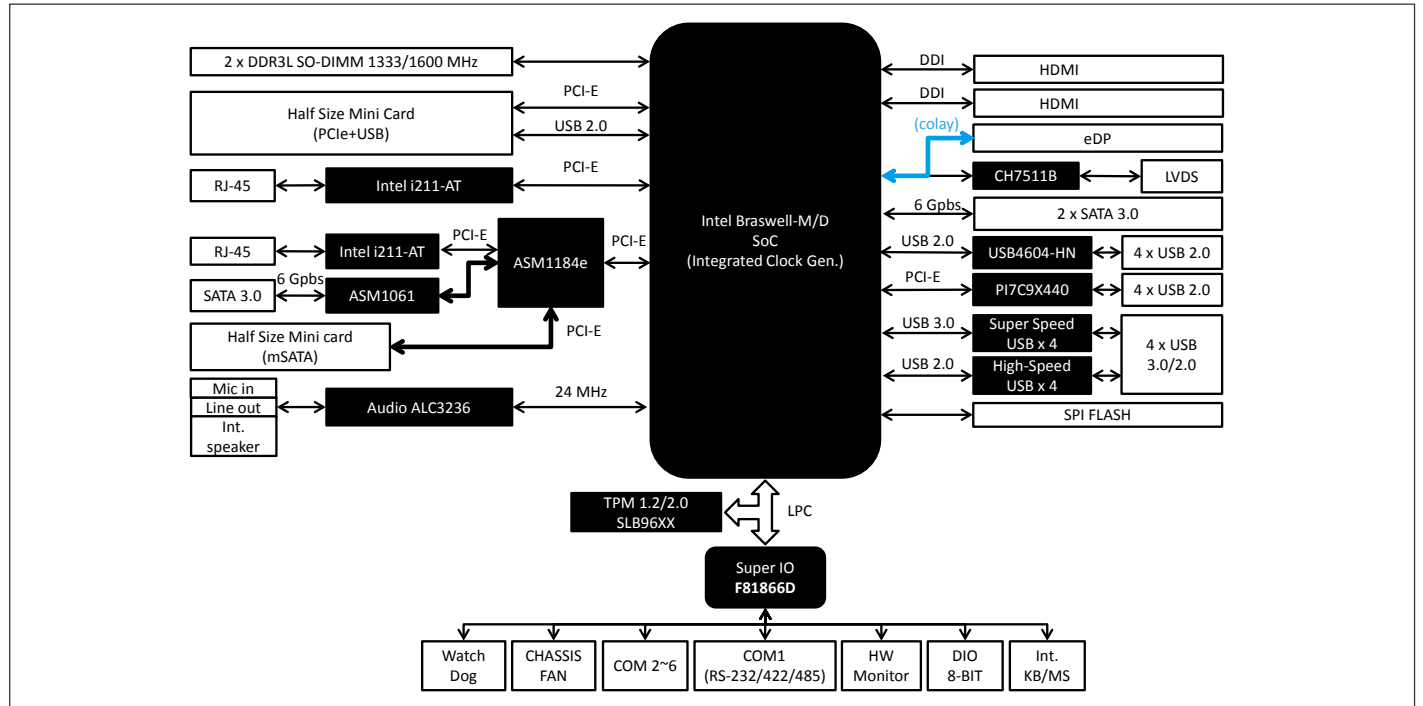 2 x DDR3L SO-DIMM 1333/1600 MHz
Half Size Mini Card
(PCIe+USB)
PCI-E
USB 2.0
RJ-45
Intel i211-AT
PCI-E
RJ-45
Intel i211-AT
PCI-E
ASM1184e
PCI-E
SATA 3.0
6 Gpbs
ASM1061
Half Size Mini card
(mSATA)
PCI-E
Mic in
Line out
Int.
speaker
Audio ALC3236
24 MHz
Intel Braswell-M/D
SoC
(Integrated Clock Gen.)
DDI
HDMI
DDI
HDMI
(colay)
eDP
CH7511B
LVDS
6 Gpbs
2 x SATA 3.0
USB 2.0
USB4604-HN
4 x USB 2.0
PCI-E
PI7C9X440
4 x USB 2.0
USB 3.0
Super Speed
USB x 4
USB 2.0
High-Speed
USB x 4
4 x USB
3.0/2.0
SPI FLASH
TPM 1.2/2.0
SLB96XX
LPC
Super IO
F81866D
Watch
Dog
CHASSIS
FAN
COM 2~6
COM1
(RS-232/422/485)
HW
Monitor
DIO
8-BIT
Int.
KB/MS